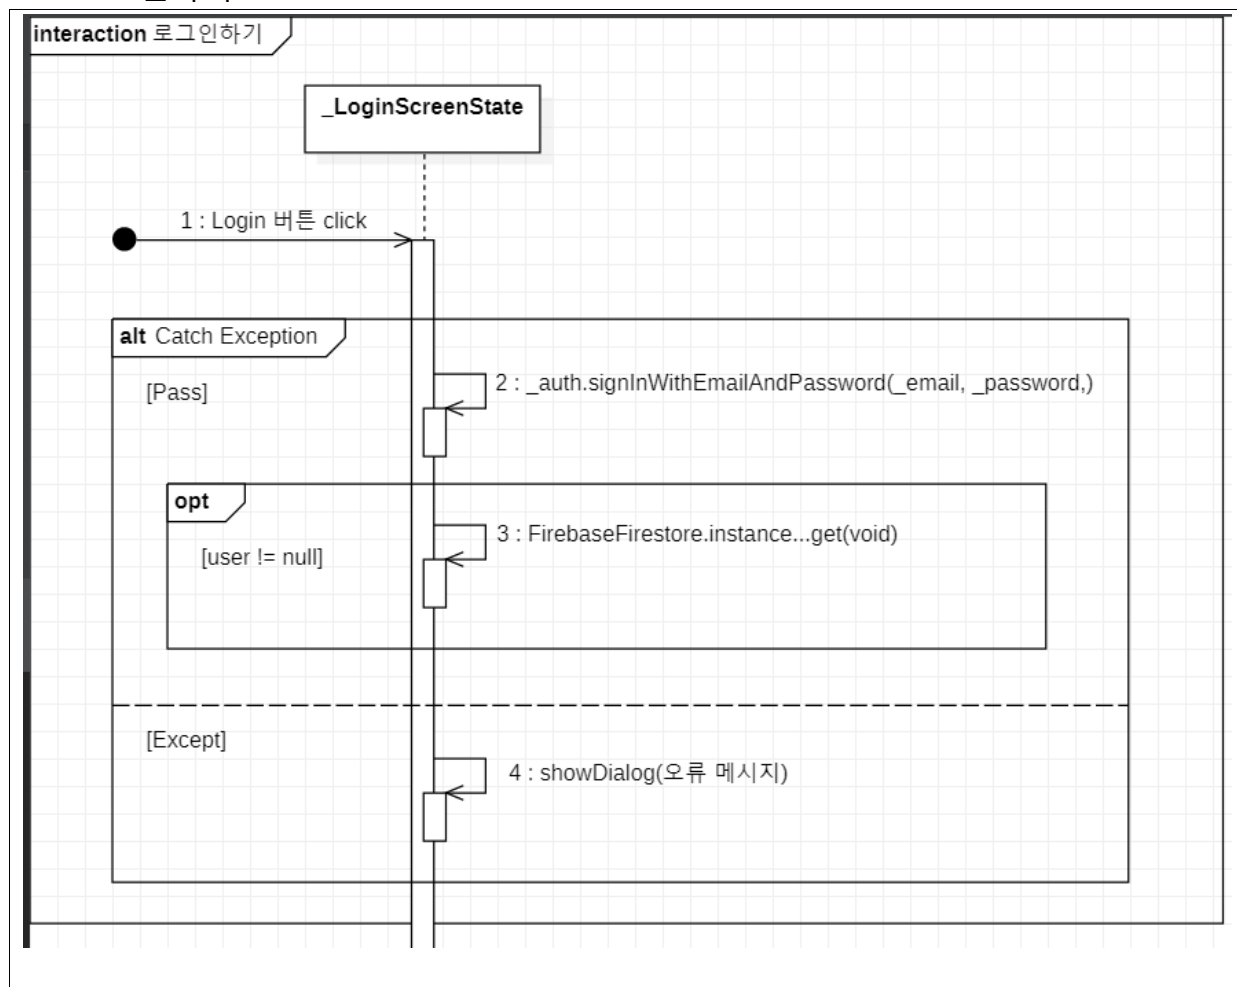 interaction 로그인하기
_LoginScreenState
1 : Login 버튼 click
alt Catch Exception
[Pass]
2 : _auth.signInWithEmailAndPassword(_email, _password,)
opt
[user != null]
3 : FirebaseFirestore.instance...get(void)
[Except]
4 : showDialog(오류 메시지)